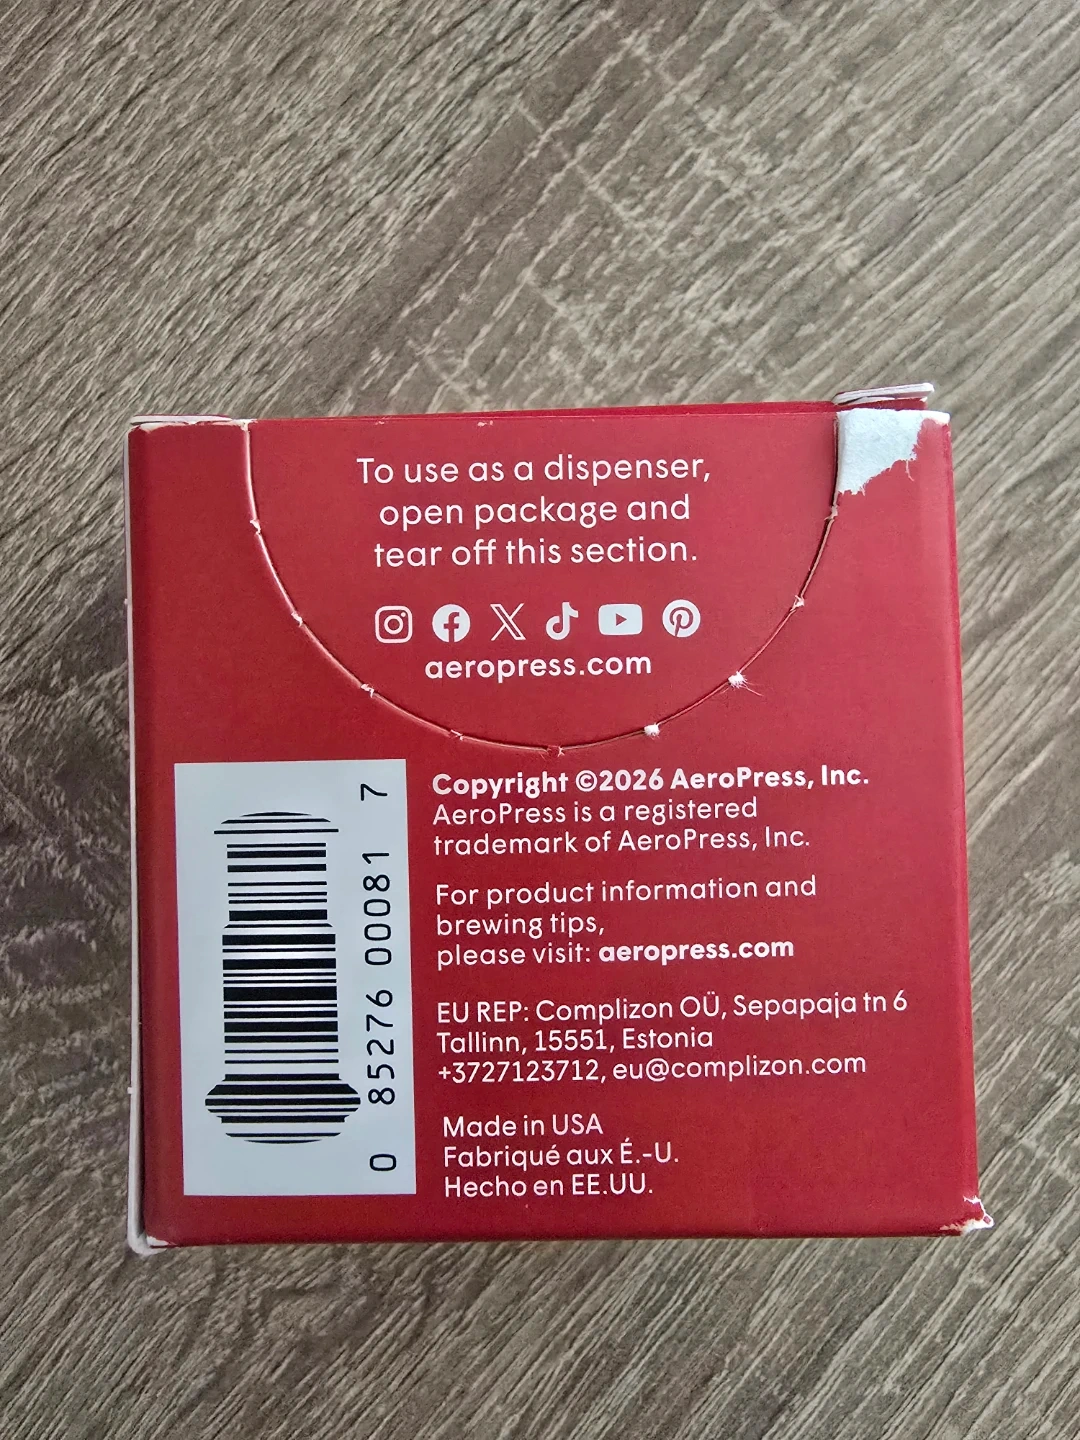 To use as a dispenser,
open package and
tear off this section.
aeropress.com
Copyright ©2026 AeroPress, Inc.
AeroPress is a registered
trademark of AeroPress, Inc.
For product information and
brewing tips,
please visit: aeropress.com
EU REP: Complizon OÜ, Sepapaja tn 6
Tallinn, 15551, Estonia
+3727123712, eu@complizon.com
Made in USA
Fabriqué aux É.-U.
Hecho en EE.UU.
0 85276 00081 7